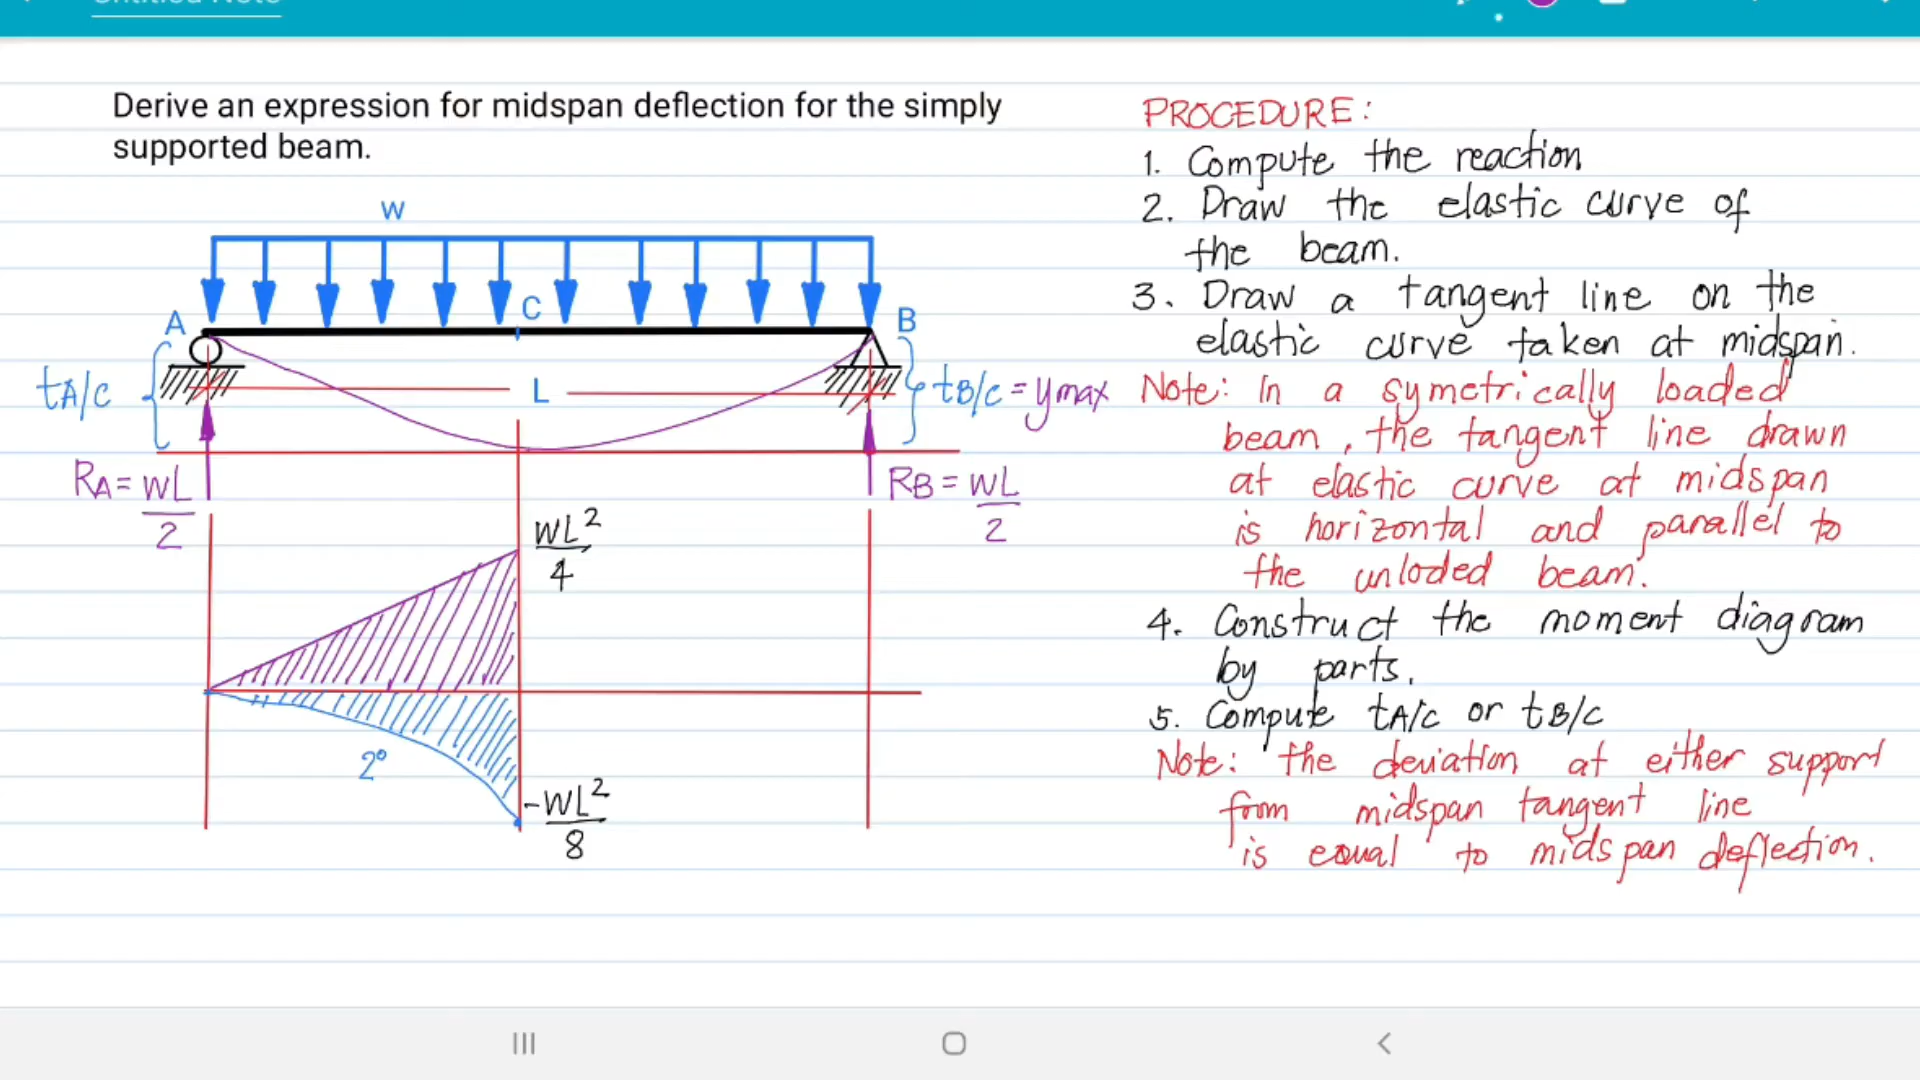 Untitled Note
Derive an expression for midspan deflection for the simply
supported beam.
w
A
C
B
L
tA/c
tB/c = ymax
RA = wL/2
RB = wL/2
WL²/4
2°
-WL²/8
PROCEDURE:
1. Compute the reaction
2. Draw the elastic curve of
the beam.
3. Draw a tangent line on the
elastic curve taken at midspan.
Note: In a symetrically loaded
beam, the tangent line drawn
at elastic curve at midspan
is horizontal and parallel to
the unloded beam.
4. Construct the moment diagram
by parts.
5. Compute tA/c or tB/c
Note: the deviation at either support
from midspan tangent line
is equal to midspan deflection.